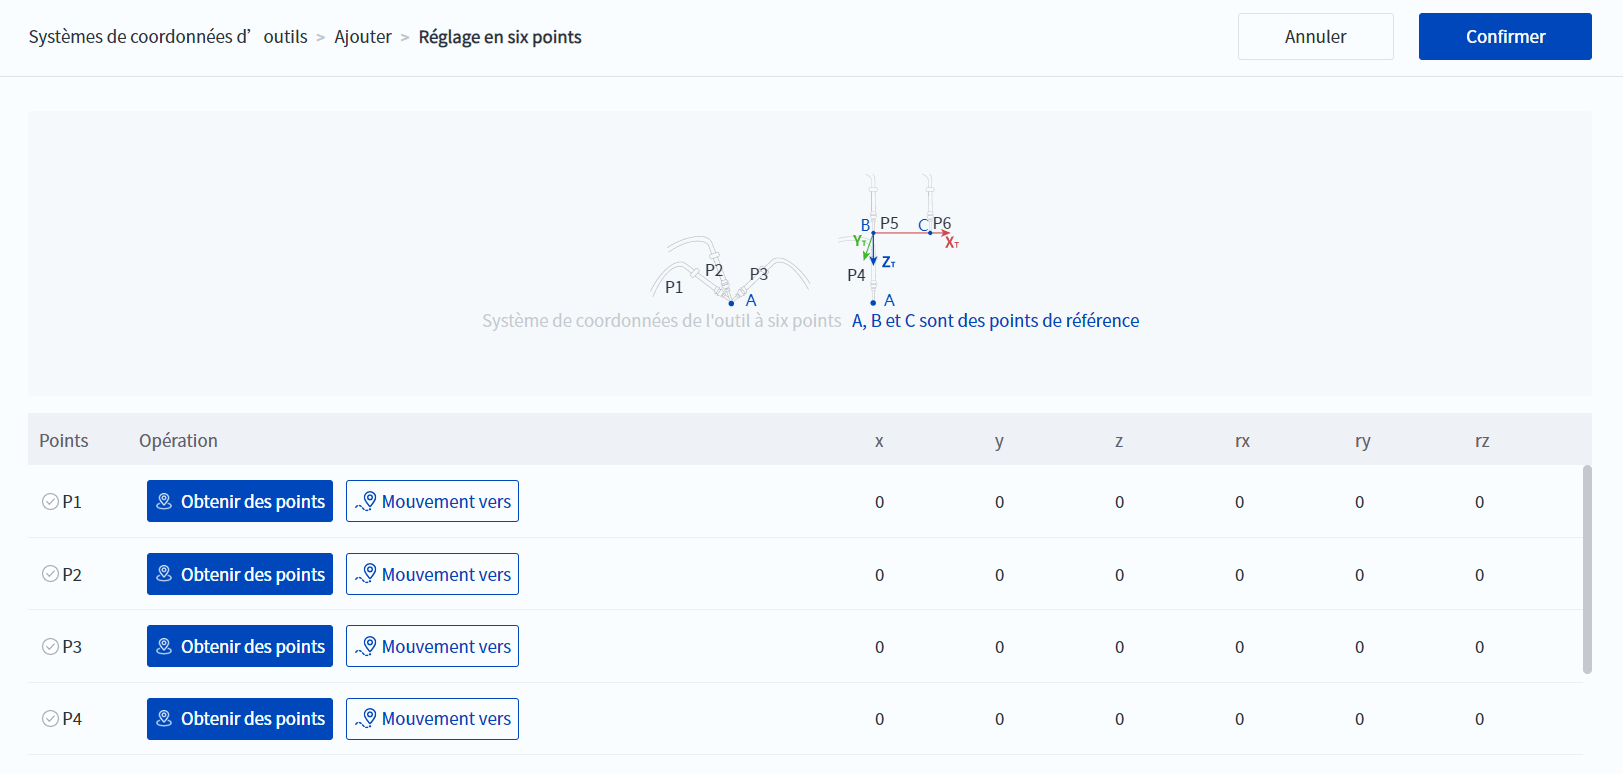 Systèmes de coordonnées d’outils > Ajouter > Réglage en six points
Annuler
Confirmer
B P5 C P6
Y_T X_T
Z_T
P2 P3 P4
P1
A A
Système de coordonnées de l'outil à six points A, B et C sont des points de référence
Points Opération x y z rx ry rz
P1 Obtenir des points Mouvement vers 0 0 0 0 0 0
P2 Obtenir des points Mouvement vers 0 0 0 0 0 0
P3 Obtenir des points Mouvement vers 0 0 0 0 0 0
P4 Obtenir des points Mouvement vers 0 0 0 0 0 0